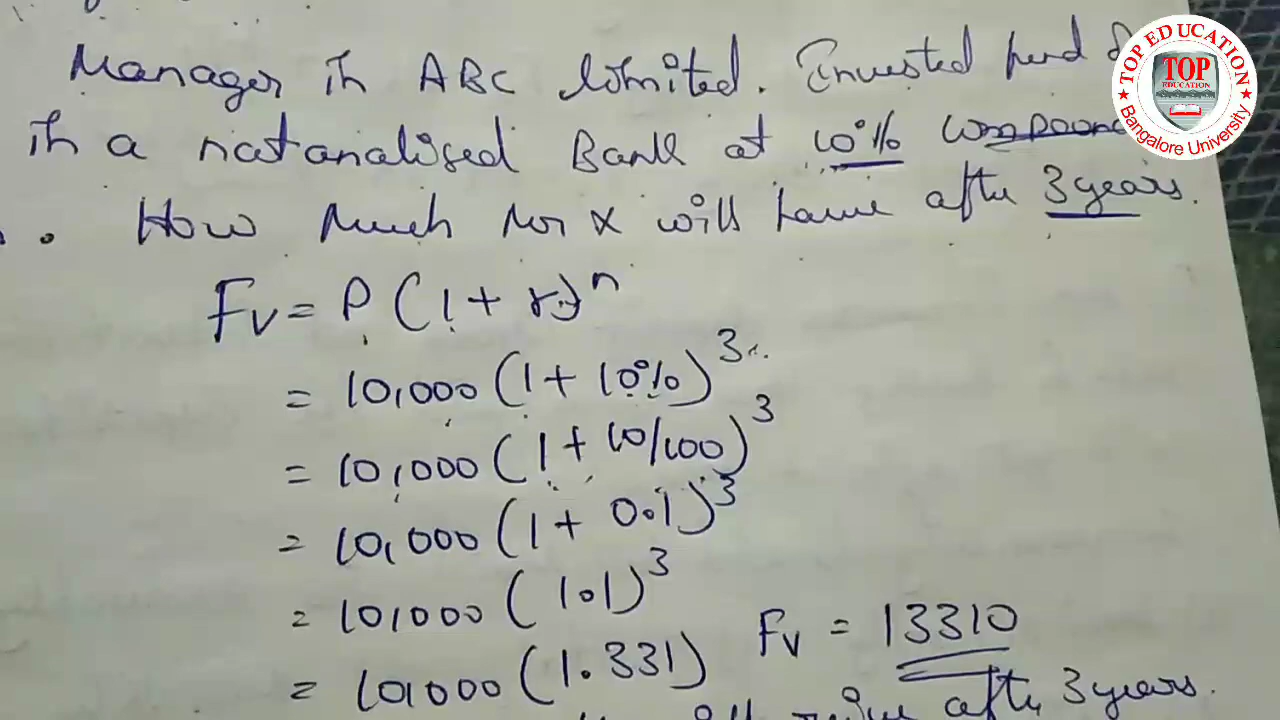 Manager in ABC limited. Invested fund
in a nationalised Bank at 10% compound
. How Much Mr X will have after 3 years.
FV = P (1 + r)ⁿ
= 10,000 (1 + 10%)³
= 10,000 (1 + 10/100)³
= 10,000 (1 + 0.1)³
= 10,000 (1.1)³
= 10,000 (1.331)
FV = 13310
after 3 years.
TOP EDUCATION
TOP
EDUCATION
Bangalore University